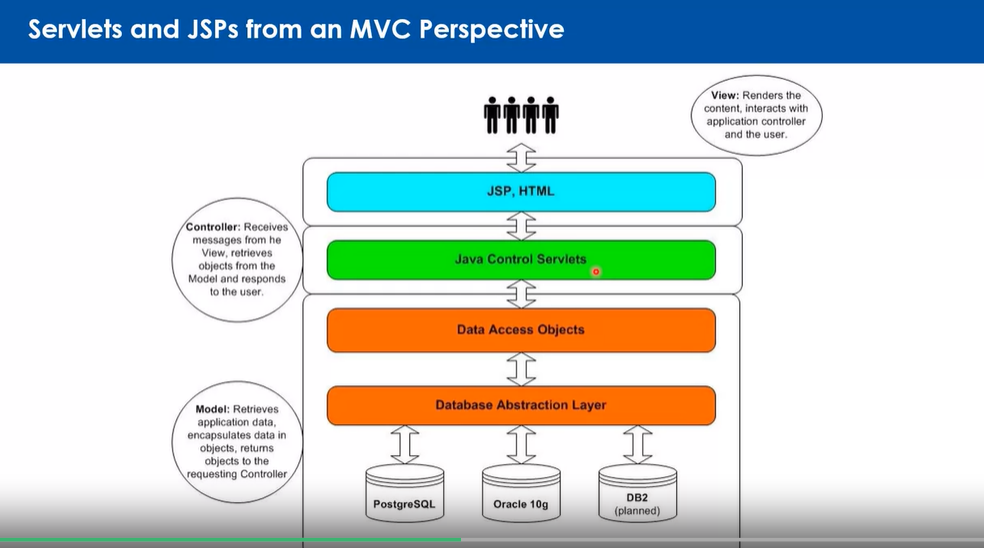 Servlets and JSPs from an MVC Perspective
View: Renders the
content, interacts with
application controller
and the user.
JSP, HTML
Controller: Receives
messages from he
View, retrieves
objects from the
Model and responds
to the user.
Java Control Servlets
Data Access Objects
Model: Retrieves
application data,
encapsulates data in
objects, returns
objects to the
requesting Controller
Database Abstraction Layer
PostgreSQL
Oracle 10g
DB2
(planned)